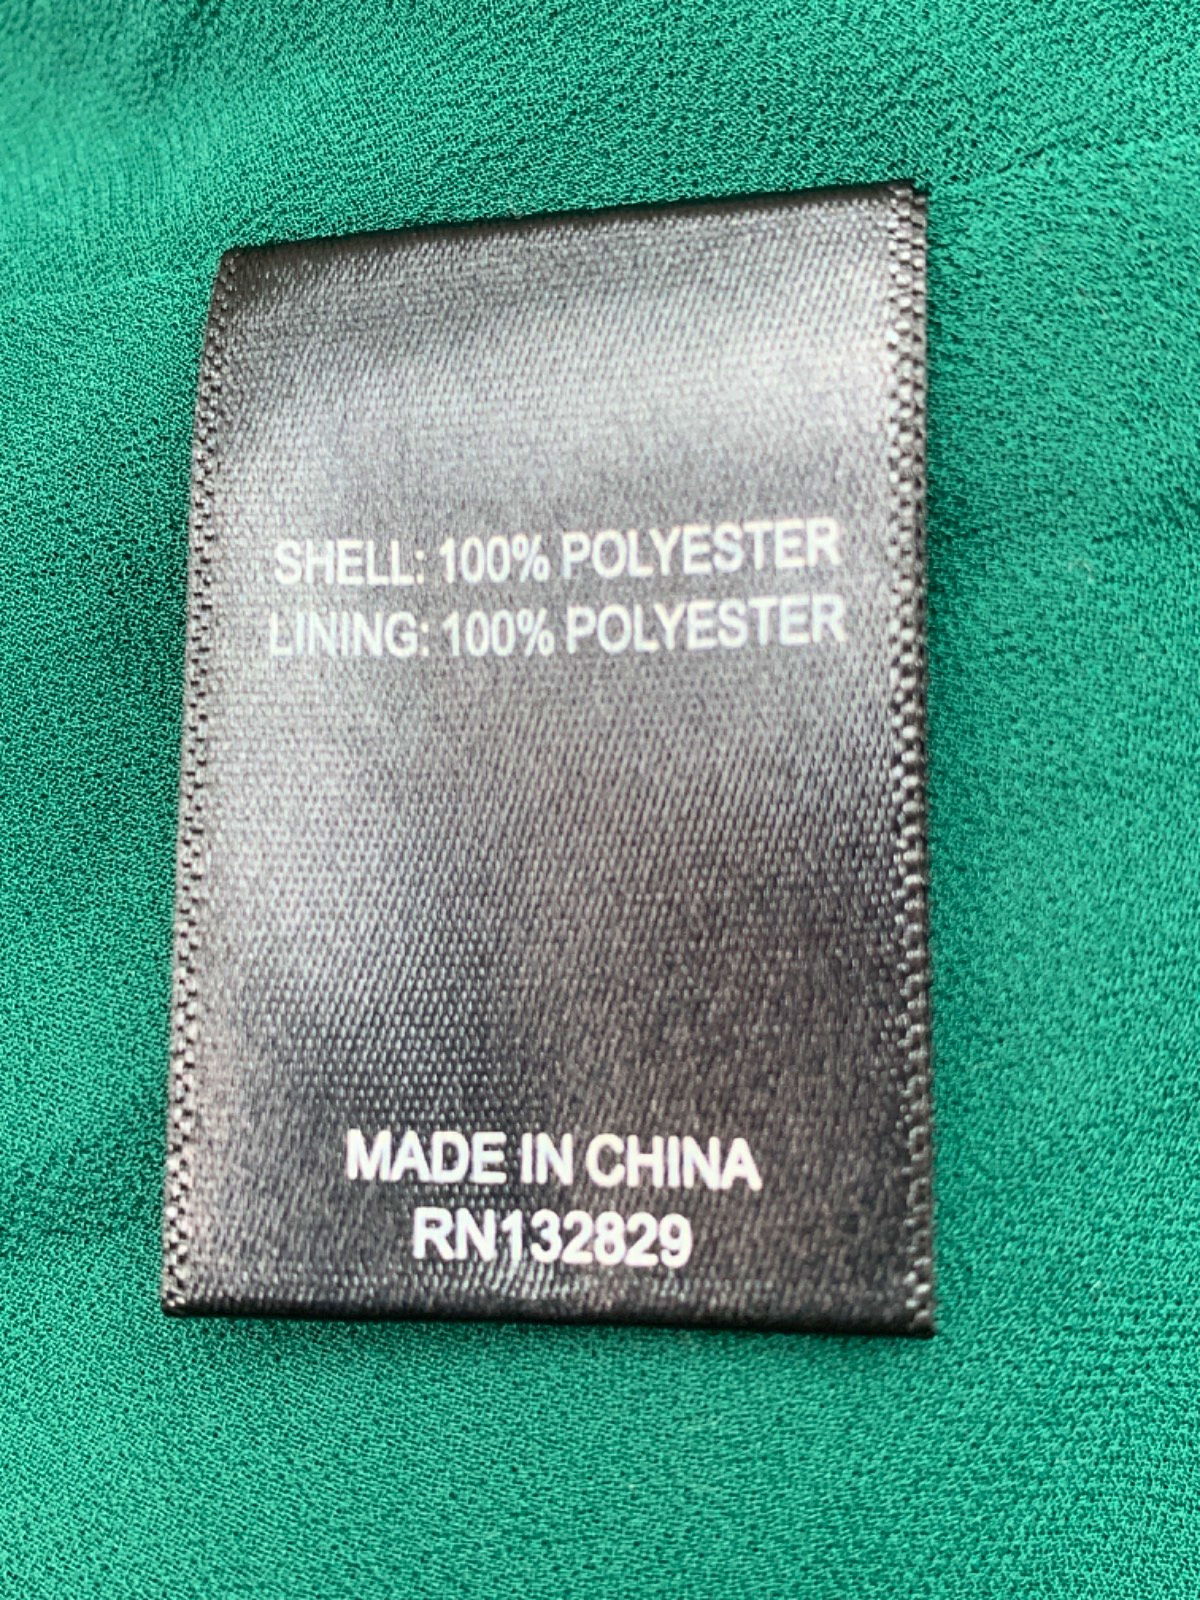 SHELL: 100% POLYESTER
LINING: 100% POLYESTER
MADE IN CHINA
RN132829